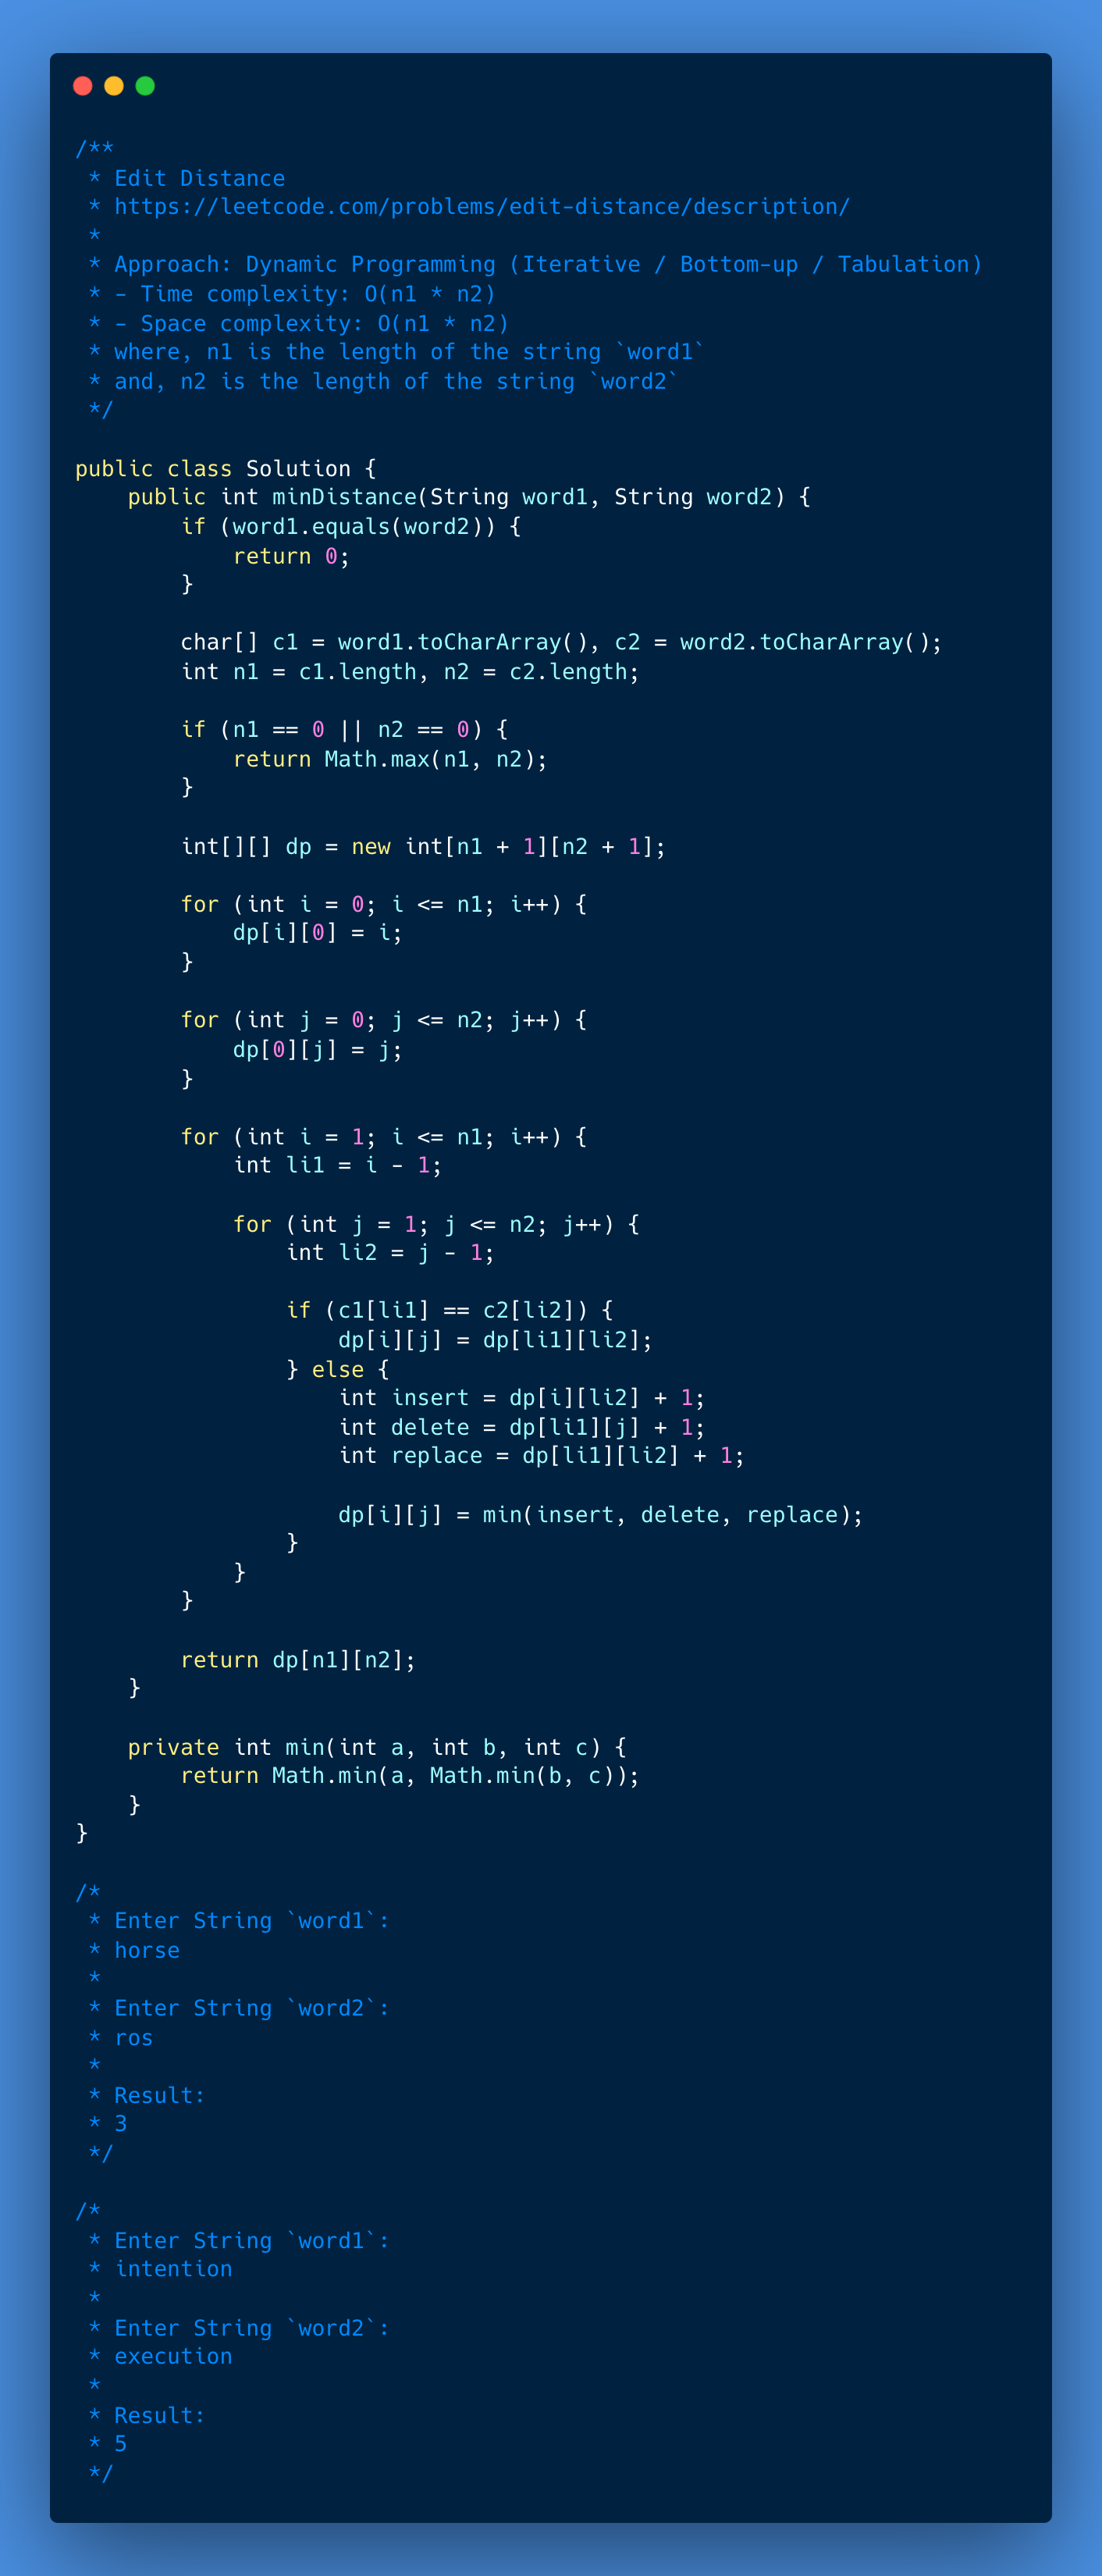 /**
 * Edit Distance
 * https://leetcode.com/problems/edit-distance/description/
 *
 * Approach: Dynamic Programming (Iterative / Bottom-up / Tabulation)
 * - Time complexity: O(n1 * n2)
 * - Space complexity: O(n1 * n2)
 * where, n1 is the length of the string `word1`
 * and, n2 is the length of the string `word2`
 */

public class Solution {
    public int minDistance(String word1, String word2) {
        if (word1.equals(word2)) {
            return 0;
        }

        char[] c1 = word1.toCharArray(), c2 = word2.toCharArray();
        int n1 = c1.length, n2 = c2.length;

        if (n1 == 0 || n2 == 0) {
            return Math.max(n1, n2);
        }

        int[][] dp = new int[n1 + 1][n2 + 1];

        for (int i = 0; i <= n1; i++) {
            dp[i][0] = i;
        }

        for (int j = 0; j <= n2; j++) {
            dp[0][j] = j;
        }

        for (int i = 1; i <= n1; i++) {
            int li1 = i - 1;

            for (int j = 1; j <= n2; j++) {
                int li2 = j - 1;

                if (c1[li1] == c2[li2]) {
                    dp[i][j] = dp[li1][li2];
                } else {
                    int insert = dp[i][li2] + 1;
                    int delete = dp[li1][j] + 1;
                    int replace = dp[li1][li2] + 1;

                    dp[i][j] = min(insert, delete, replace);
                }
            }
        }

        return dp[n1][n2];
    }

    private int min(int a, int b, int c) {
        return Math.min(a, Math.min(b, c));
    }
}

/*
 * Enter String `word1`:
 * horse
 *
 * Enter String `word2`:
 * ros
 *
 * Result:
 * 3
 */

/*
 * Enter String `word1`:
 * intention
 *
 * Enter String `word2`:
 * execution
 *
 * Result:
 * 5
 */